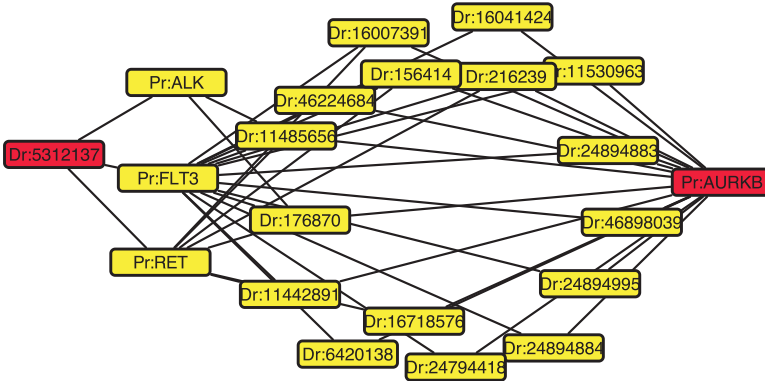 Dr:16041424
Dr:16007391
Dr:156414
Dr:216239
Dr:11530963
Pr:ALK
Dr:46224684
Dr:11485656
Dr:5312137
Dr:24894883
Pr:FLT3
Pr:AURKB
Dr:176870
Dr:46898039
Pr:RET
Dr:24894995
Dr:11442891
Dr:16718576
Dr:6420138
Dr:24894884
Dr:24794418